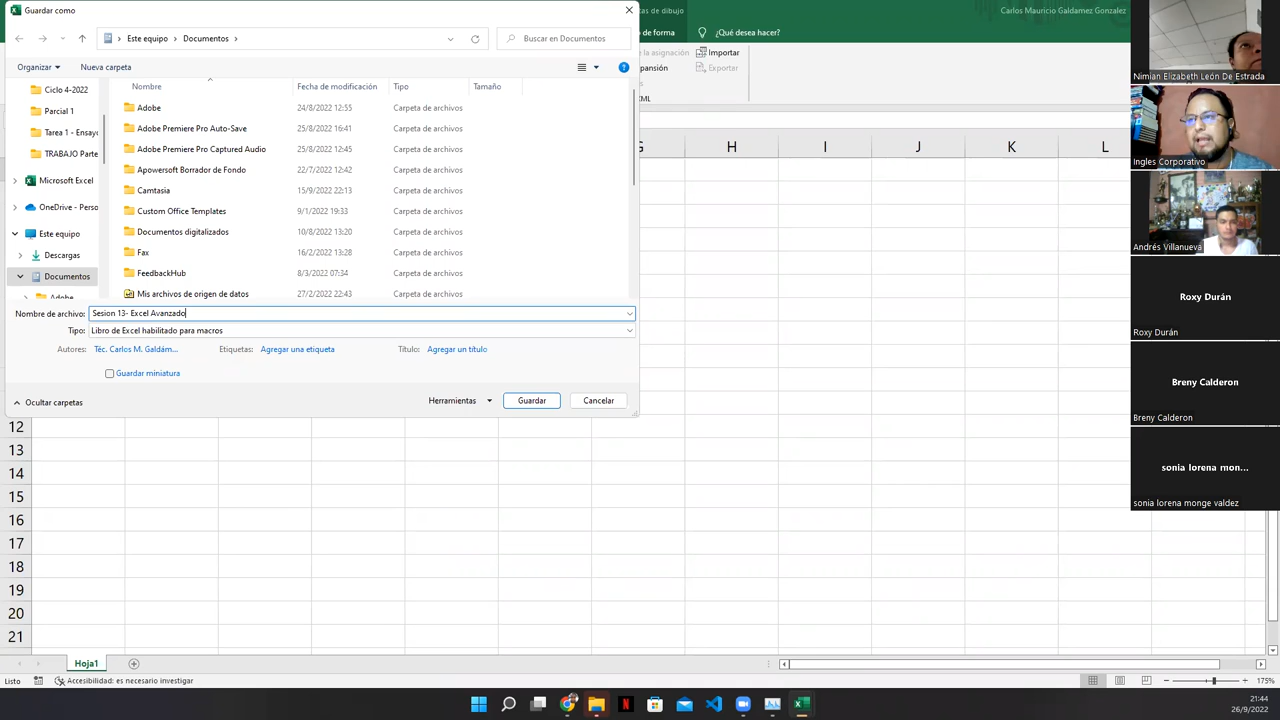 Guardar como
as de dibujo
Carlos Mauricio Galdamez Gonzalez
Este equipo
Documentos
Buscar en Documentos
o de forma
¿Qué desea hacer?
Organizar
Nueva carpeta
e la asignación
Importar
pansión
Exportar
ML
Nombre
Fecha de modificación
Tipo
Tamaño
Ciclo 4-2022
Parcial 1
Tarea 1 - Ensayo
TRABAJO Parte
Microsoft Excel
OneDrive - Perso
Este equipo
Descargas
Documentos
Adobe
Adobe
24/8/2022 12:55
Carpeta de archivos
Adobe Premiere Pro Auto-Save
25/8/2022 16:41
Carpeta de archivos
Adobe Premiere Pro Captured Audio
25/8/2022 12:45
Carpeta de archivos
Apowersoft Borrador de Fondo
22/7/2022 12:42
Carpeta de archivos
Camtasia
15/9/2022 22:13
Carpeta de archivos
Custom Office Templates
9/1/2022 19:33
Carpeta de archivos
Documentos digitalizados
10/8/2022 13:20
Carpeta de archivos
Fax
16/2/2022 13:28
Carpeta de archivos
FeedbackHub
8/3/2022 07:34
Carpeta de archivos
Mis archivos de origen de datos
27/2/2022 22:43
Carpeta de archivos
Nombre de archivo:
Sesion 13- Excel Avanzado
Tipo:
Libro de Excel habilitado para macros
Autores:
Téc. Carlos M. Galdám...
Etiquetas:
Agregar una etiqueta
Título:
Agregar un título
Guardar miniatura
Ocultar carpetas
Herramientas
Guardar
Cancelar
G
H
I
J
K
L
12
13
14
15
16
17
18
19
20
21
Hoja1
Listo
Accesibilidad: es necesario investigar
175%
21:44
26/9/2022
Nimian Elizabeth León De Estrada
Ingles Corporativo
Andrés Villanueva
Roxy Durán
Roxy Durán
Breny Calderon
Breny Calderon
sonia lorena mon...
sonia lorena monge valdez